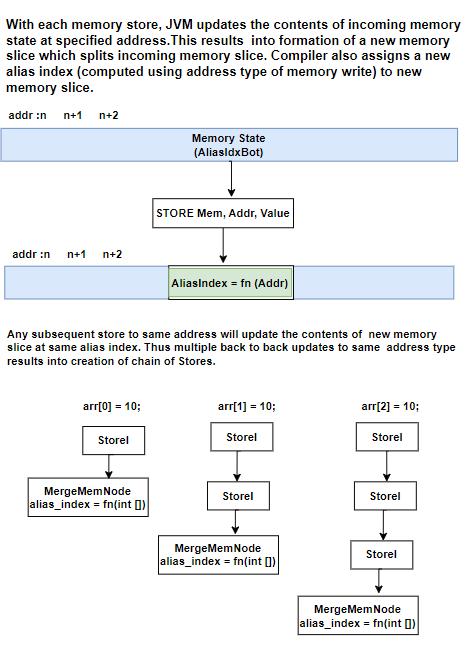 With each memory store, JVM updates the contents of incoming memory
state at specified address.This results into formation of a new memory
slice which splits incoming memory slice. Compiler also assigns a new
alias index (computed using address type of memory write) to new
memory slice.
addr :n n+1 n+2
Memory State
(AliasIdxBot)
STORE Mem, Addr, Value
addr :n n+1 n+2
AliasIndex = fn (Addr)
Any subsequent store to same address will update the contents of new memory
slice at same alias index. Thus multiple back to back updates to same address type
results into creation of chain of Stores.
arr[0] = 10; arr[1] = 10; arr[2] = 10;
StoreI StoreI StoreI
MergeMemNode
alias_index = fn(int [])
StoreI StoreI
MergeMemNode
alias_index = fn(int [])
StoreI
MergeMemNode
alias_index = fn(int [])